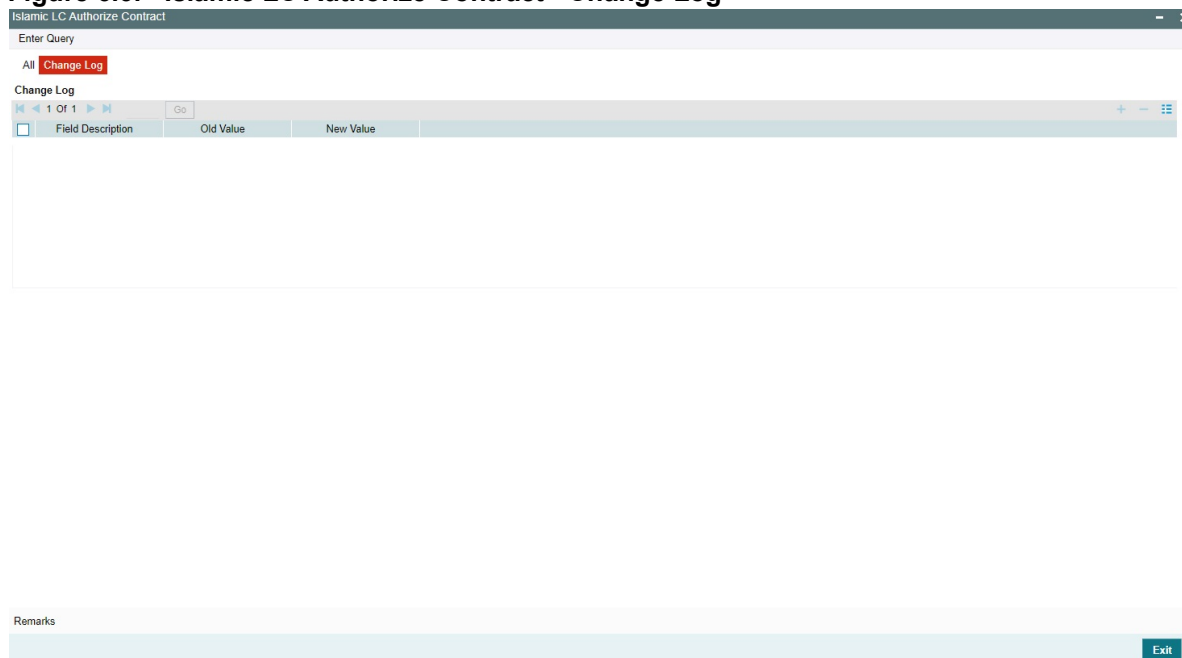 Islamic LC Authorize Contract
Enter Query
All Change Log
Change Log
1 Of 1 Go
Field Description Old Value New Value
Remarks
Exit